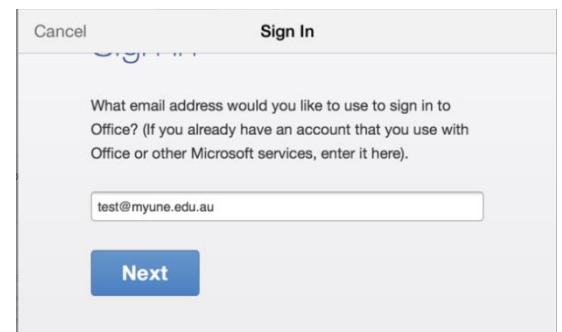 Cancel Sign In
What email address would you like to use to sign in to
Office? (If you already have an account that you use with
Office or other Microsoft services, enter it here).
test@myune.edu.au
Next